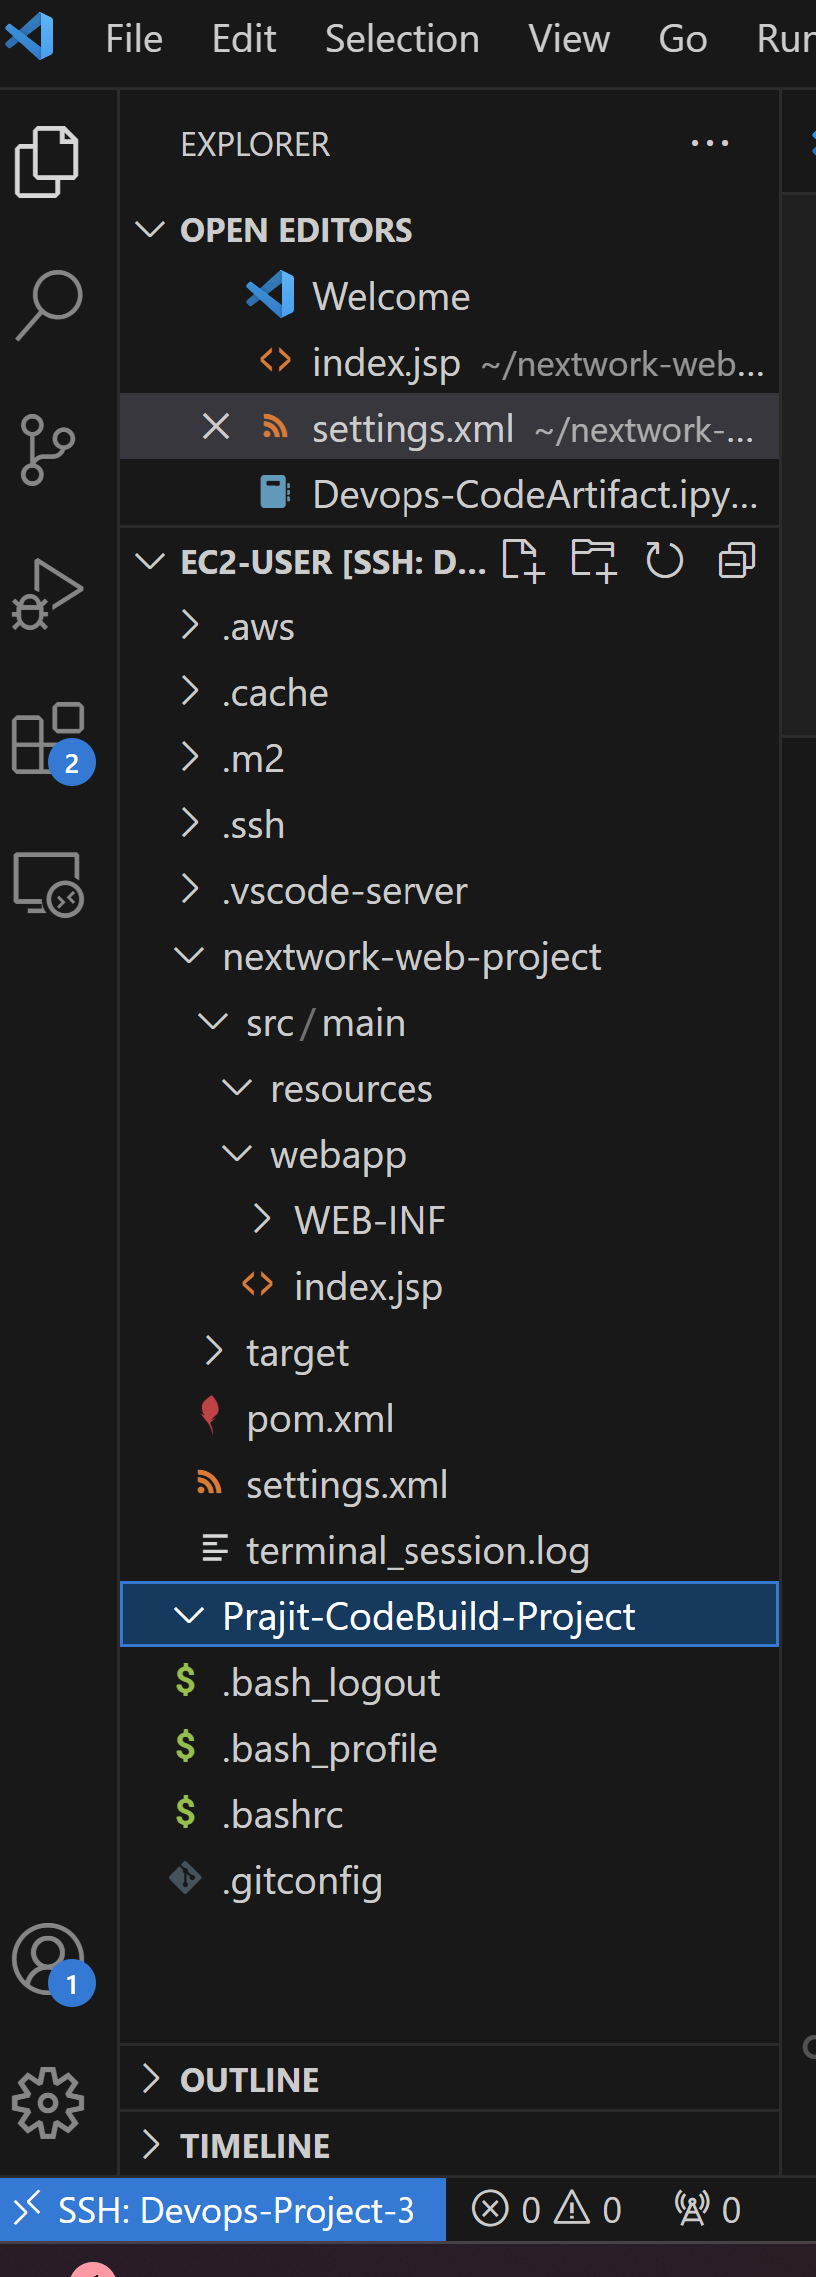 File Edit Selection View Go Run
EXPLORER
OPEN EDITORS
Welcome
index.jsp ~/nextwork-web...
settings.xml ~/nextwork-...
Devops-CodeArtifact.ipy...
EC2-USER [SSH: D...
.aws
.cache
.m2
.ssh
.vscode-server
nextwork-web-project
src/main
resources
webapp
WEB-INF
index.jsp
target
pom.xml
settings.xml
terminal_session.log
Prajit-CodeBuild-Project
.bash_logout
.bash_profile
.bashrc
.gitconfig
2
1
OUTLINE
TIMELINE
SSH: Devops-Project-3 0 0 0